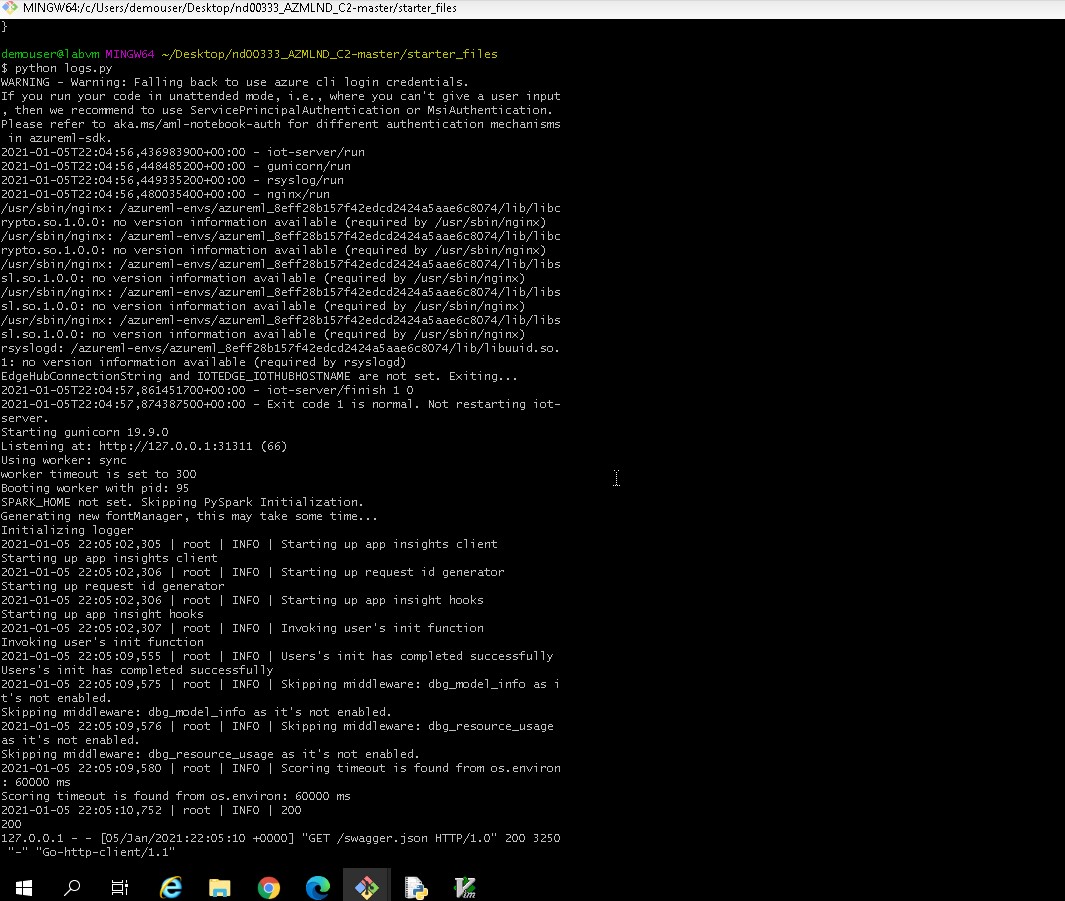 MINGW64:/c/Users/demouser/Desktop/nd00333_AZMLND_C2-master/starter_files
}
demouser@labvm MINGW64 ~/Desktop/nd00333_AZMLND_C2-master/starter_files
$ python logs.py
WARNING - Warning: Falling back to use azure cli login credentials.
If you run your code in unattended mode, i.e., where you can't give a user input
, then we recommend to use ServicePrincipalAuthentication or MsiAuthentication.
Please refer to aka.ms/aml-notebook-auth for different authentication mechanisms
 in azureml-sdk.
2021-01-05T22:04:56,436983900+00:00 - iot-server/run
2021-01-05T22:04:56,448485200+00:00 - gunicorn/run
2021-01-05T22:04:56,449335200+00:00 - rsyslog/run
2021-01-05T22:04:56,480035400+00:00 - nginx/run
/usr/sbin/nginx: /azureml-envs/azureml_8eff28b157f42edcd2424a5aae6c8074/lib/libc
rypto.so.1.0.0: no version information available (required by /usr/sbin/nginx)
/usr/sbin/nginx: /azureml-envs/azureml_8eff28b157f42edcd2424a5aae6c8074/lib/libc
rypto.so.1.0.0: no version information available (required by /usr/sbin/nginx)
/usr/sbin/nginx: /azureml-envs/azureml_8eff28b157f42edcd2424a5aae6c8074/lib/libs
sl.so.1.0.0: no version information available (required by /usr/sbin/nginx)
/usr/sbin/nginx: /azureml-envs/azureml_8eff28b157f42edcd2424a5aae6c8074/lib/libs
sl.so.1.0.0: no version information available (required by /usr/sbin/nginx)
/usr/sbin/nginx: /azureml-envs/azureml_8eff28b157f42edcd2424a5aae6c8074/lib/libs
sl.so.1.0.0: no version information available (required by /usr/sbin/nginx)
rsyslogd: /azureml-envs/azureml_8eff28b157f42edcd2424a5aae6c8074/lib/libuuid.so.
1: no version information available (required by rsyslogd)
EdgeHubConnectionString and IOTEDGE_IOTHUBHOSTNAME are not set. Exiting...
2021-01-05T22:04:57,861451700+00:00 - iot-server/finish 1 0
2021-01-05T22:04:57,874387500+00:00 - Exit code 1 is normal. Not restarting iot-
server.
Starting gunicorn 19.9.0
Listening at: http://127.0.0.1:31311 (66)
Using worker: sync
worker timeout is set to 300
Booting worker with pid: 95
SPARK_HOME not set. Skipping PySpark Initialization.
Generating new fontManager, this may take some time...
Initializing logger
2021-01-05 22:05:02,305 | root | INFO | Starting up app insights client
Starting up app insights client
2021-01-05 22:05:02,306 | root | INFO | Starting up request id generator
Starting up request id generator
2021-01-05 22:05:02,306 | root | INFO | Starting up app insight hooks
Starting up app insight hooks
2021-01-05 22:05:02,307 | root | INFO | Invoking user's init function
Invoking user's init function
2021-01-05 22:05:09,555 | root | INFO | Users's init has completed successfully
Users's init has completed successfully
2021-01-05 22:05:09,575 | root | INFO | Skipping middleware: dbg_model_info as i
t's not enabled.
Skipping middleware: dbg_model_info as it's not enabled.
2021-01-05 22:05:09,576 | root | INFO | Skipping middleware: dbg_resource_usage
as it's not enabled.
Skipping middleware: dbg_resource_usage as it's not enabled.
2021-01-05 22:05:09,580 | root | INFO | Scoring timeout is found from os.environ
: 60000 ms
Scoring timeout is found from os.environ: 60000 ms
2021-01-05 22:05:10,752 | root | INFO | 200
200
127.0.0.1 - - [05/Jan/2021:22:05:10 +0000] "GET /swagger.json HTTP/1.0" 200 3250
 "-" "Go-http-client/1.1"
Vim